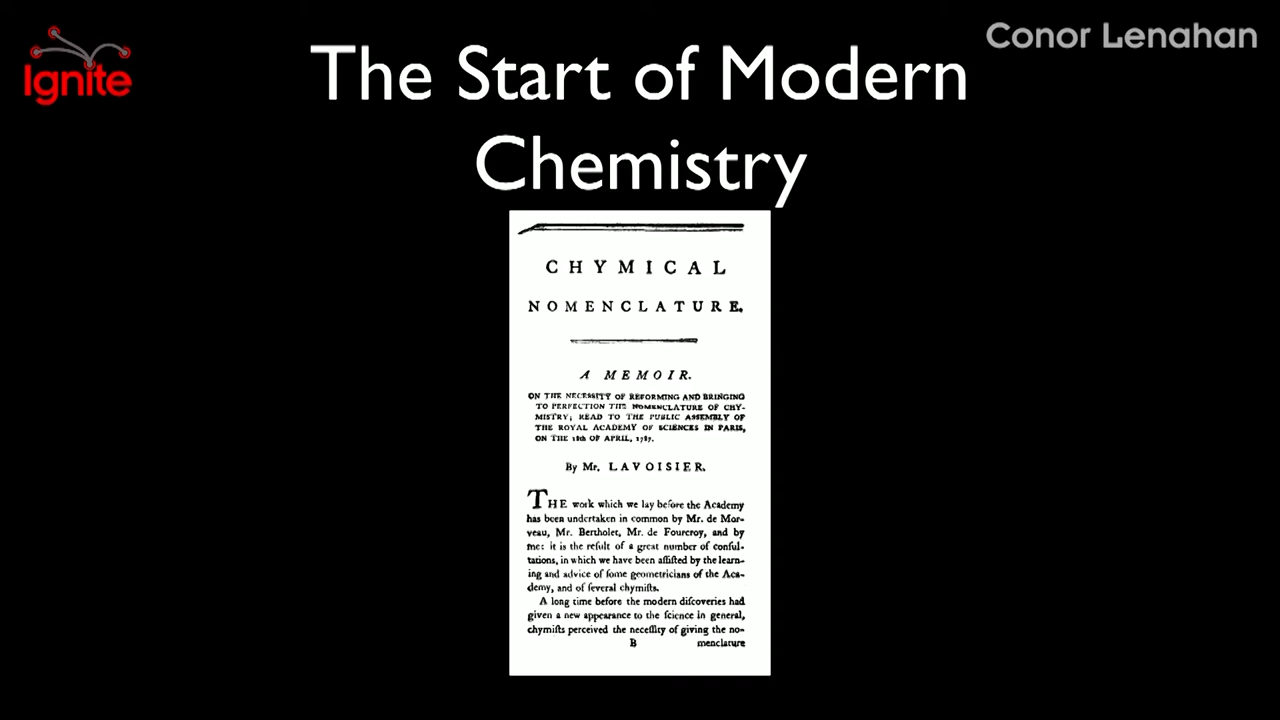 Ignite
Conor Lenahan
The Start of Modern
Chemistry
CHYMICAL
NOMENCLATURE.
A MEMOIR.
ON THE NECESSITY OF REFORMING AND BRINGING
TO PERFECTION THE NOMENCLATURE OF CHY-
MISTRY; READ TO THE PUBLIC ASSEMBLY OF
THE ROYAL ACADEMY OF SCIENCES IN PARIS,
ON THE 18th OF APRIL, 1787.
By Mr. LAVOISIER.
THE work which we lay before the Academy
has been undertaken in common by Mr. de Mor-
veau, Mr. Bertholet, Mr. de Fourcroy, and by
me: it is the reſult of a great number of conſul-
tations, in which we have been aſſiſted by the learn-
ing and advice of ſome geometricians of the Aca-
demy, and of ſeveral chymiſts.
A long time before the modern diſcoveries had
given a new appearance to the ſcience in general,
chymiſts perceived the neceſſity of giving the no-
B menclature